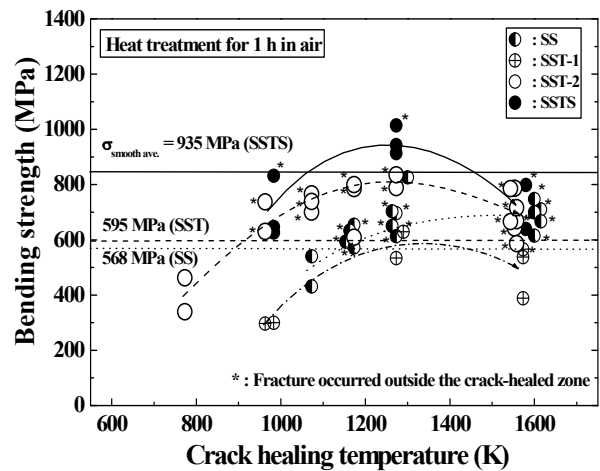 1400
1200
1000
800
600
400
200
0
Bending strength (MPa)
Heat treatment for 1 h in air
: SS
: SST-1
: SST-2
: SSTS
σsmooth ave. = 935 MPa (SSTS)
595 MPa (SST)
568 MPa (SS)
* : Fracture occurred outside the crack-healed zone
600 800 1000 1200 1400 1600
Crack healing temperature (K)